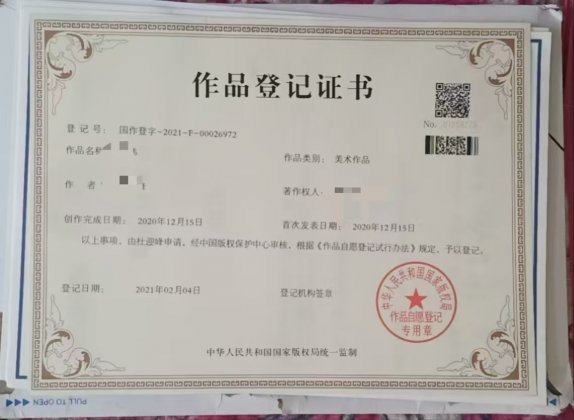 作品登记证书
No.
登 记 号: 国作登字-2021-F-00026972
作品名称
作品类别: 美术作品
作 者
著作权人:
创作完成日期: 2020年12月15日
首次发表日期: 2020年12月15日
以上事项，由杜迎峰申请，经中国版权保护中心审核，根据《作品自愿登记试行办法》规定，予以登记。
登记日期: 2021年02月04日
登记机构签章
中华人民共和国国家版权局
作品自愿登记
专用章
中华人民共和国国家版权局统一监制
PULL TO OPEN